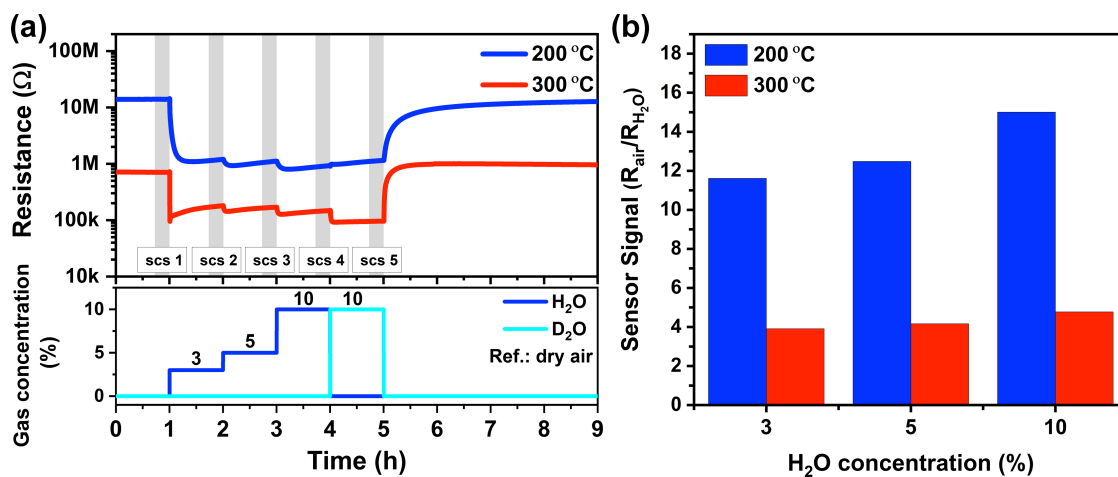 (a)
Resistance (Ω)
100M
10M
1M
100k
10k
200 °C
300 °C
scs 1
scs 2
scs 3
scs 4
scs 5
Gas concentration
(%)
10
5
0
3
5
10
10
H₂O
D₂O
Ref.: dry air
0 1 2 3 4 5 6 7 8 9
Time (h)
(b)
Sensor Signal (R_air/R_H₂O)
18
16
14
12
10
8
6
4
2
0
200 °C
300 °C
3 5 10
H₂O concentration (%)